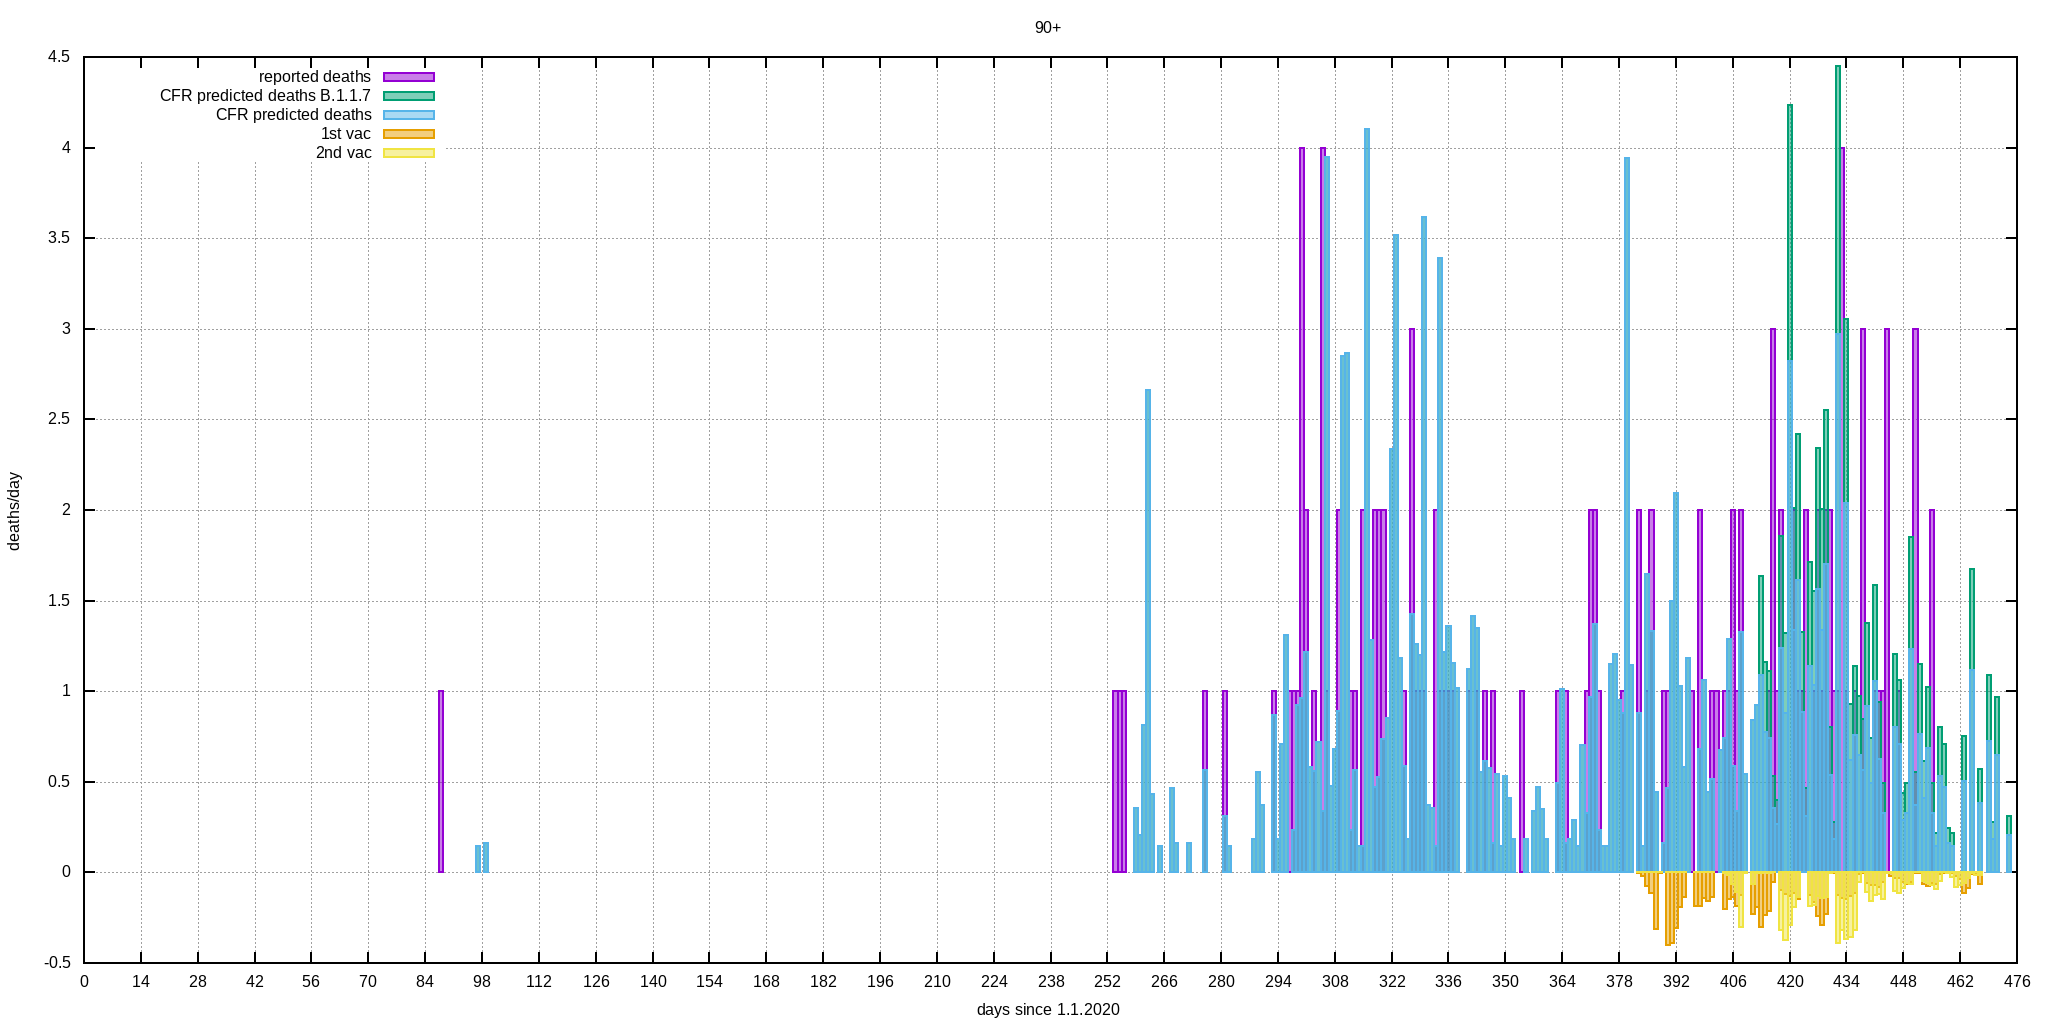 90+
4.5
4
3.5
3
2.5
2
1.5
1
0.5
0
-0.5
deaths/day
reported deaths
CFR predicted deaths B.1.1.7
CFR predicted deaths
1st vac
2nd vac
0 14 28 42 56 70 84 98 112 126 140 154 168 182 196 210 224 238 252 266 280 294 308 322 336 350 364 378 392 406 420 434 448 462 476
days since 1.1.2020